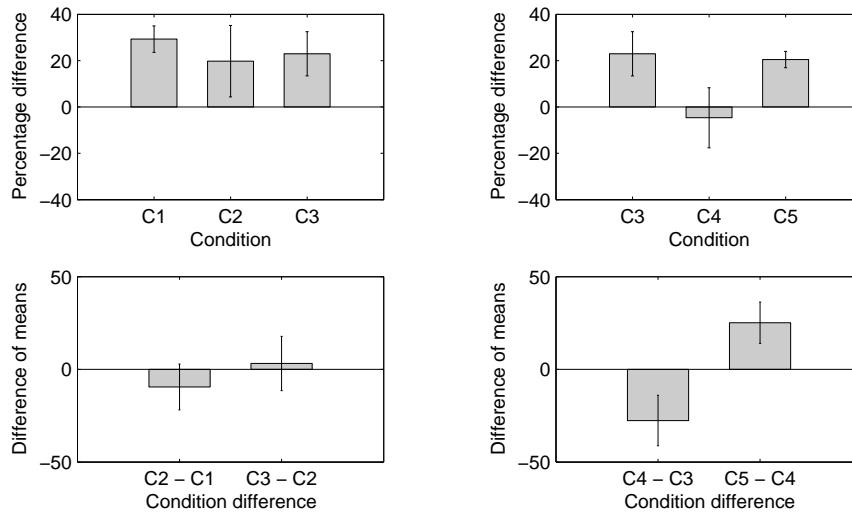 40
20
0
−20
−40
Percentage difference
C1 C2 C3
Condition
40
20
0
−20
−40
Percentage difference
C3 C4 C5
Condition
50
0
−50
Difference of means
C2 − C1 C3 − C2
Condition difference
50
0
−50
Difference of means
C4 − C3 C5 − C4
Condition difference